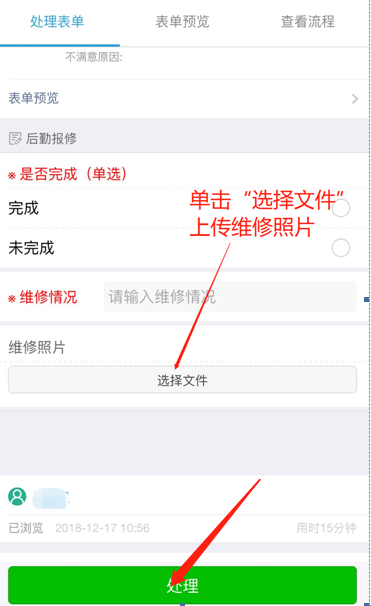 处理表单 表单预览 查看流程
不满意原因:
表单预览
后勤报修
※ 是否完成（单选）
单击“选择文件”
完成
上传维修照片
未完成
※ 维修情况 请输入维修情况
维修照片
选择文件
已浏览 2018-12-17 10:56 用时15分钟
处理